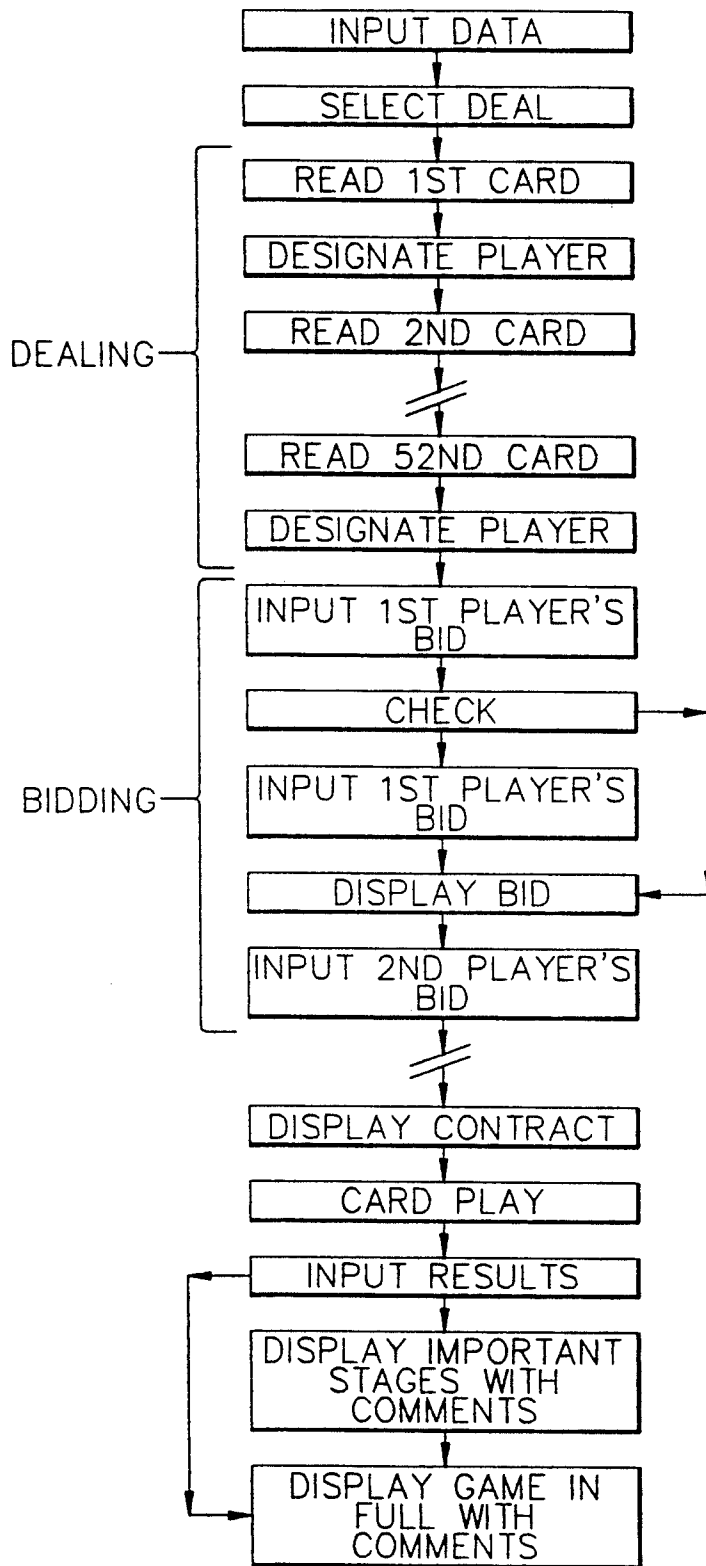 INPUT DATA
SELECT DEAL
READ 1ST CARD
DESIGNATE PLAYER
READ 2ND CARD
DEALING
READ 52ND CARD
DESIGNATE PLAYER
INPUT 1ST PLAYER'S
BID
CHECK
BIDDING
INPUT 1ST PLAYER'S
BID
DISPLAY BID
INPUT 2ND PLAYER'S
BID
DISPLAY CONTRACT
CARD PLAY
INPUT RESULTS
DISPLAY IMPORTANT
STAGES WITH
COMMENTS
DISPLAY GAME IN
FULL WITH
COMMENTS